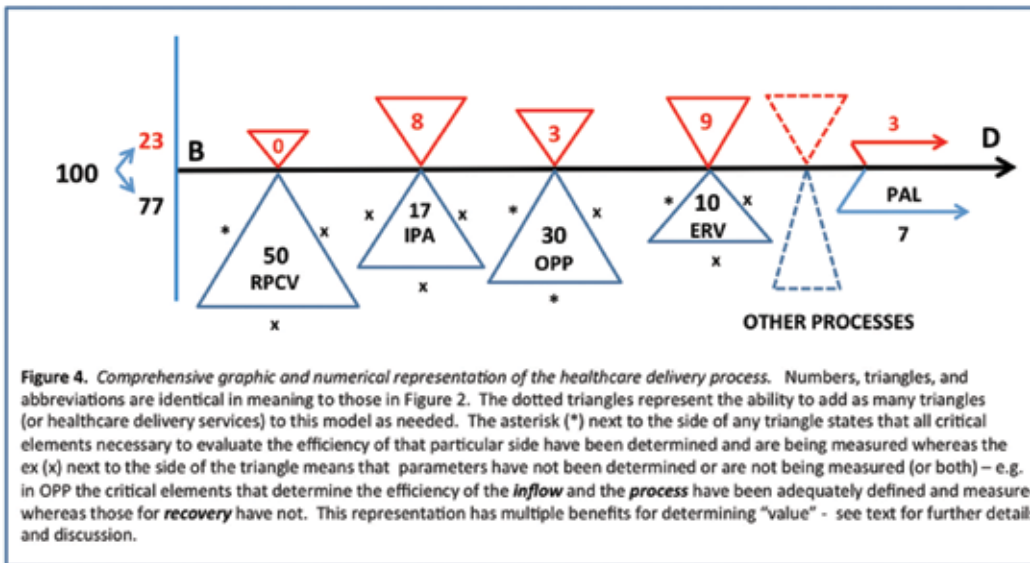 0 8 3 9 3
23 B D
100
77
* x x 17 x * x * 10 x PAL
IPA 30 ERV
50 OPP 7
RPCV x
x x * OTHER PROCESSES
Figure 4. Comprehensive graphic and numerical representation of the healthcare delivery process. Numbers, triangles, and
abbreviations are identical in meaning to those in Figure 2. The dotted triangles represent the ability to add as many triangles
(or healthcare delivery services) to this model as needed. The asterisk (*) next to the side of any triangle states that all critical
elements necessary to evaluate the efficiency of that particular side have been determined and are being measured whereas the
ex (x) next to the side of the triangle means that parameters have not been determined or are not being measured (or both) – e.g.
in OPP the critical elements that determine the efficiency of the inflow and the process have been adequately defined and measure
whereas those for recovery have not. This representation has multiple benefits for determining "value" - see text for further details
and discussion.